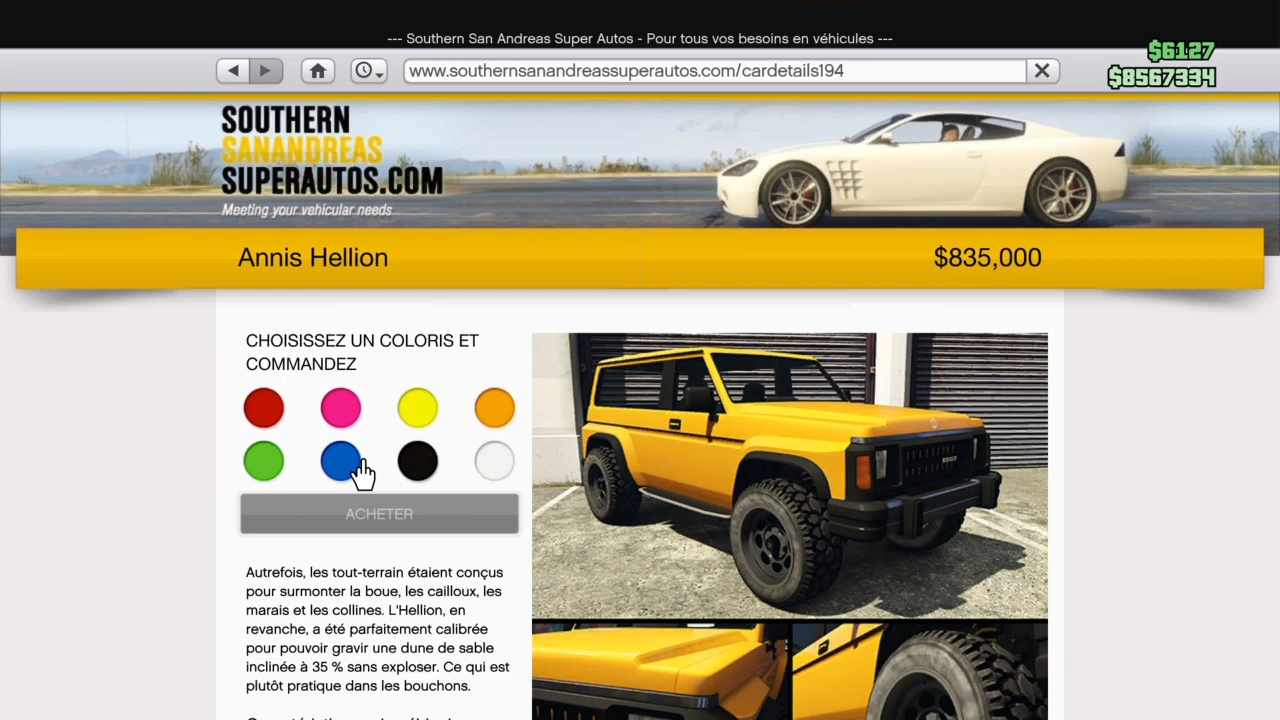 --- Southern San Andreas Super Autos - Pour tous vos besoins en véhicules ---
$6127
www.southernsanandreassuperautos.com/cardetails194
$8567334
SOUTHERN
SANANDREAS
SUPERAUTOS.COM
Meeting your vehicular needs
Annis Hellion
$835,000
CHOISISSEZ UN COLORIS ET
COMMANDEZ
ACHETER
Autrefois, les tout-terrain étaient conçus
pour surmonter la boue, les cailloux, les
marais et les collines. L'Hellion, en
revanche, a été parfaitement calibrée
pour pouvoir gravir une dune de sable
inclinée à 35 % sans exploser. Ce qui est
plutôt pratique dans les bouchons.